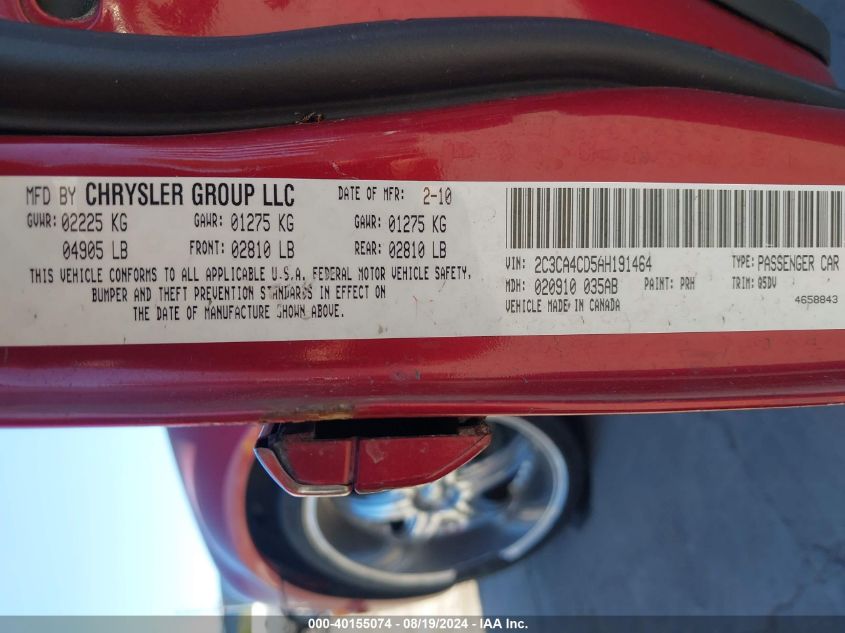 MFD BY CHRYSLER GROUP LLC DATE OF MFR: 2-10
GVWR: 02225 KG GAWR: 01275 KG GAWR: 01275 KG
04905 LB FRONT: 02810 LB REAR: 02810 LB
THIS VEHICLE CONFORMS TO ALL APPLICABLE U.S.A. FEDERAL MOTOR VEHICLE SAFETY,
BUMPER AND THEFT PREVENTION STANDARDS IN EFFECT ON
THE DATE OF MANUFACTURE SHOWN ABOVE.
VIN: 2C3CA4CD5AH191464 TYPE: PASSENGER CAR
MDH: 020910 035AB PAINT: PRH TRIM: Q5DV
VEHICLE MADE IN CANADA 4658843
000-40155074 - 08/19/2024 - IAA Inc.